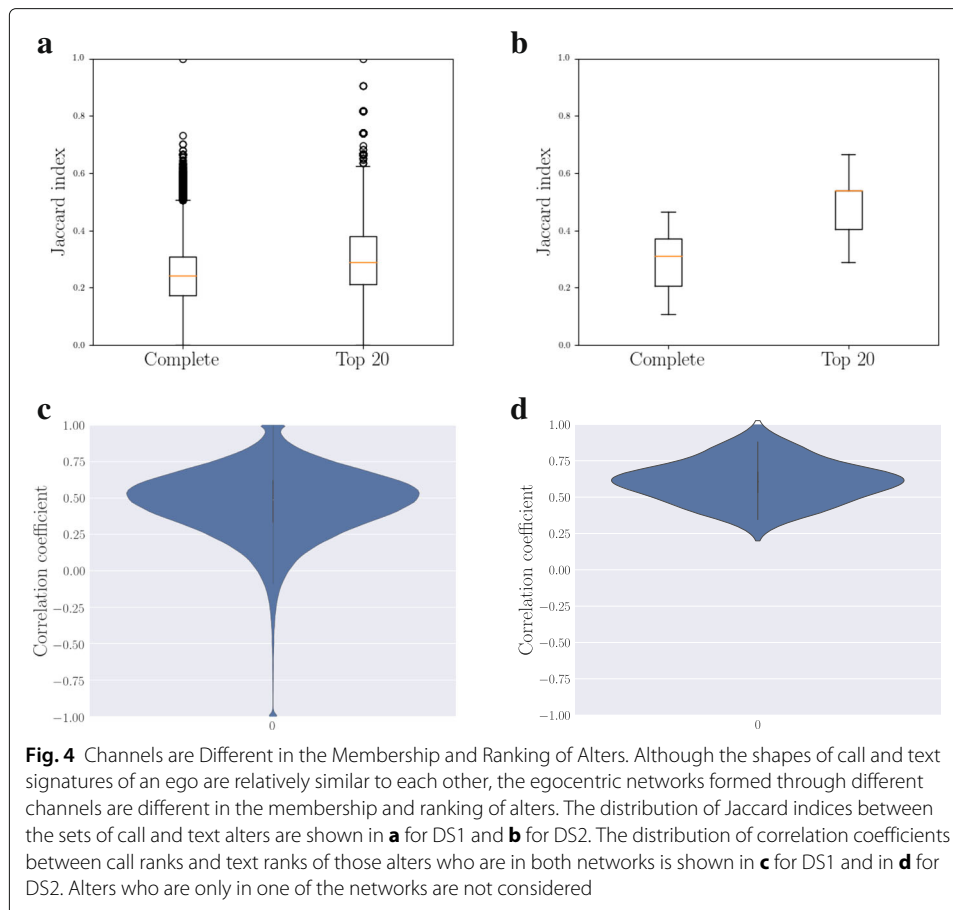 a
1.0
0.8
0.6
0.4
0.2
0.0
Jaccard index
Complete
Top 20
b
1.0
0.8
0.6
0.4
0.2
0.0
Jaccard index
Complete
Top 20
c
1.00
0.75
0.50
0.25
0.00
−0.25
−0.50
−0.75
−1.00
Correlation coefficient
0
d
1.00
0.75
0.50
0.25
0.00
−0.25
−0.50
−0.75
−1.00
Correlation coefficient
0
Fig. 4 Channels are Different in the Membership and Ranking of Alters. Although the shapes of call and text
signatures of an ego are relatively similar to each other, the egocentric networks formed through different
channels are different in the membership and ranking of alters. The distribution of Jaccard indices between
the sets of call and text alters are shown in a for DS1 and b for DS2. The distribution of correlation coefficients
between call ranks and text ranks of those alters who are in both networks is shown in c for DS1 and in d for
DS2. Alters who are only in one of the networks are not considered